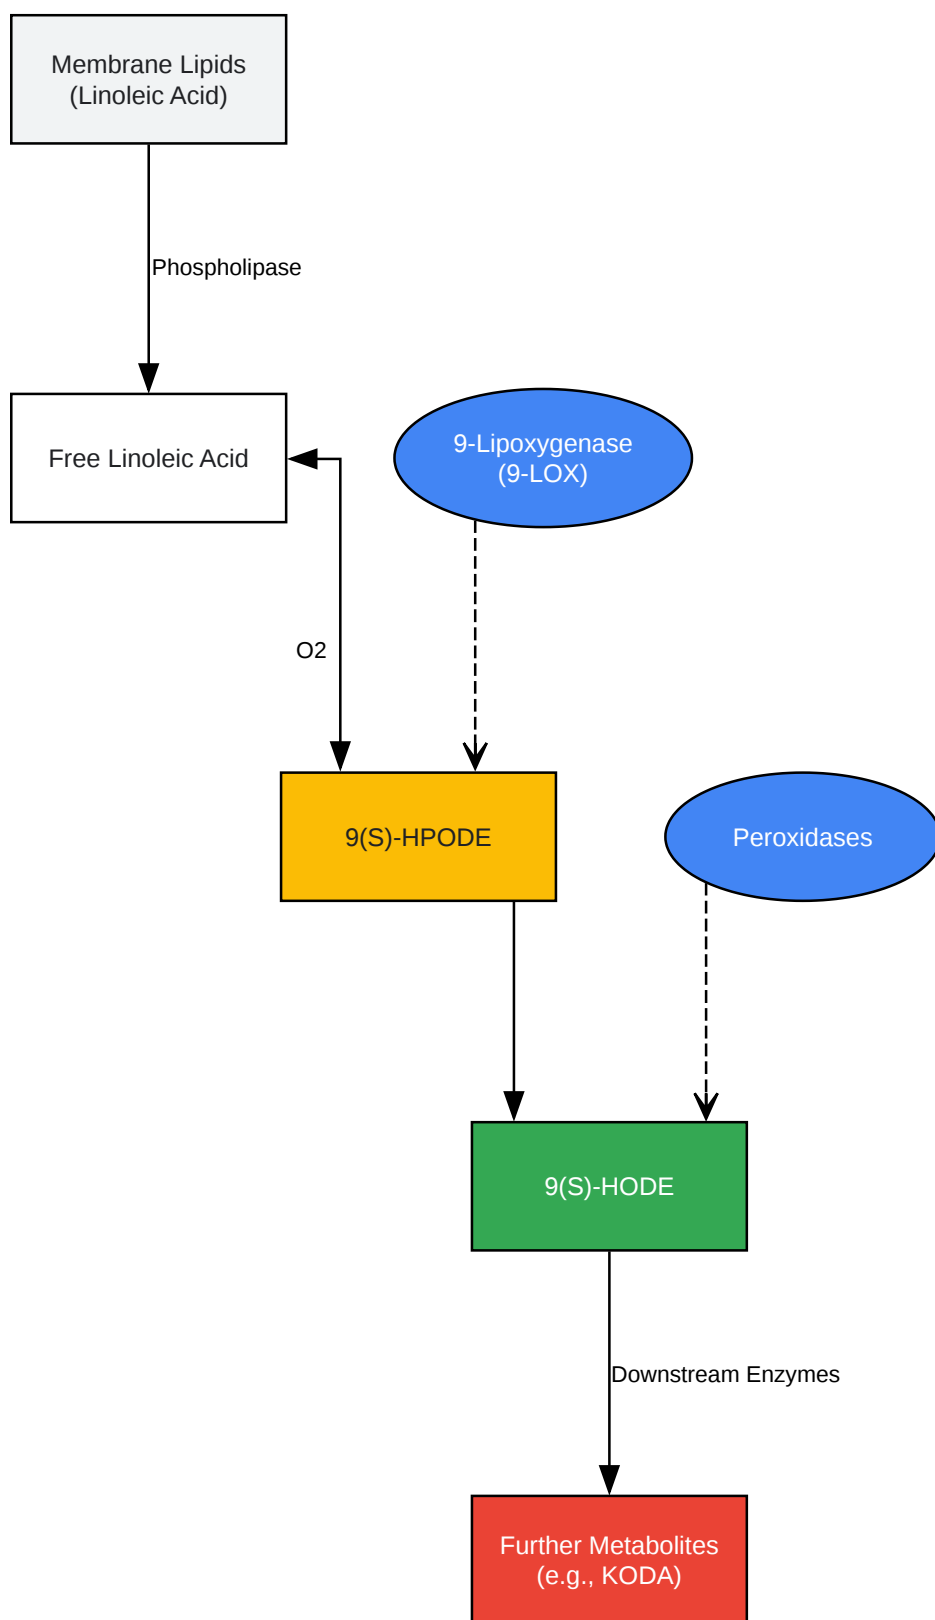 Membrane Lipids
(Linoleic Acid)
Phospholipase
Free Linoleic Acid
9-Lipoxygenase
(9-LOX)
O2
9(S)-HPODE
Peroxidases
9(S)-HODE
Downstream Enzymes
Further Metabolites
(e.g., KODA)